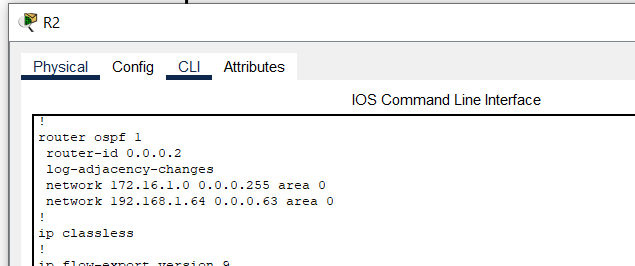 R2
Physical Config CLI Attributes
IOS Command Line Interface
!
router ospf 1
router-id 0.0.0.2
log-adjacency-changes
network 172.16.1.0 0.0.0.255 area 0
network 192.168.1.64 0.0.0.63 area 0
!
ip classless
!
ip flow-export version 9